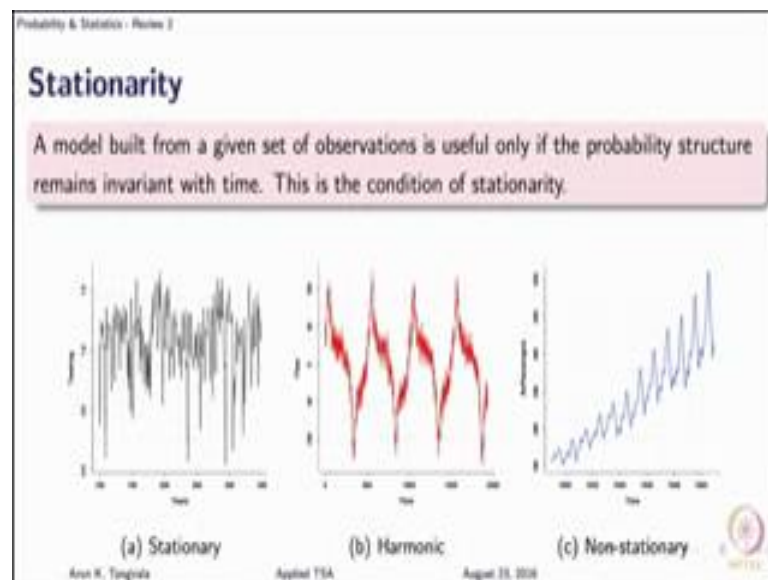 Probability & Statistics - Review 2
Stationarity
A model built from a given set of observations is useful only if the probability structure
remains invariant with time. This is the condition of stationarity.
Time
(a) Stationary
(b) Harmonic
(c) Non-stationary
Arun K. Tangirala
Applied TSA
August 23, 2016